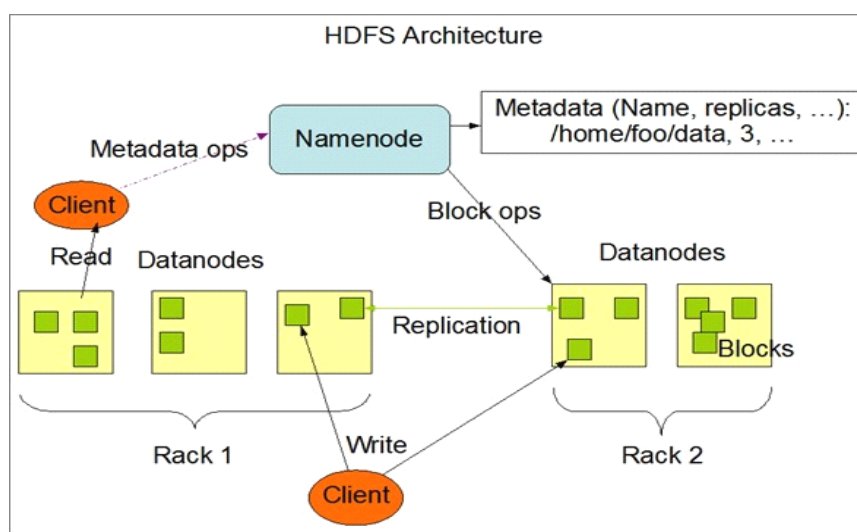 HDFS Architecture
Metadata (Name, replicas, …):
/home/foo/data, 3, …
Namenode
Metadata ops
Client
Block ops
Read
Datanodes
Datanodes
Replication
Blocks
Rack 1
Write
Rack 2
Client